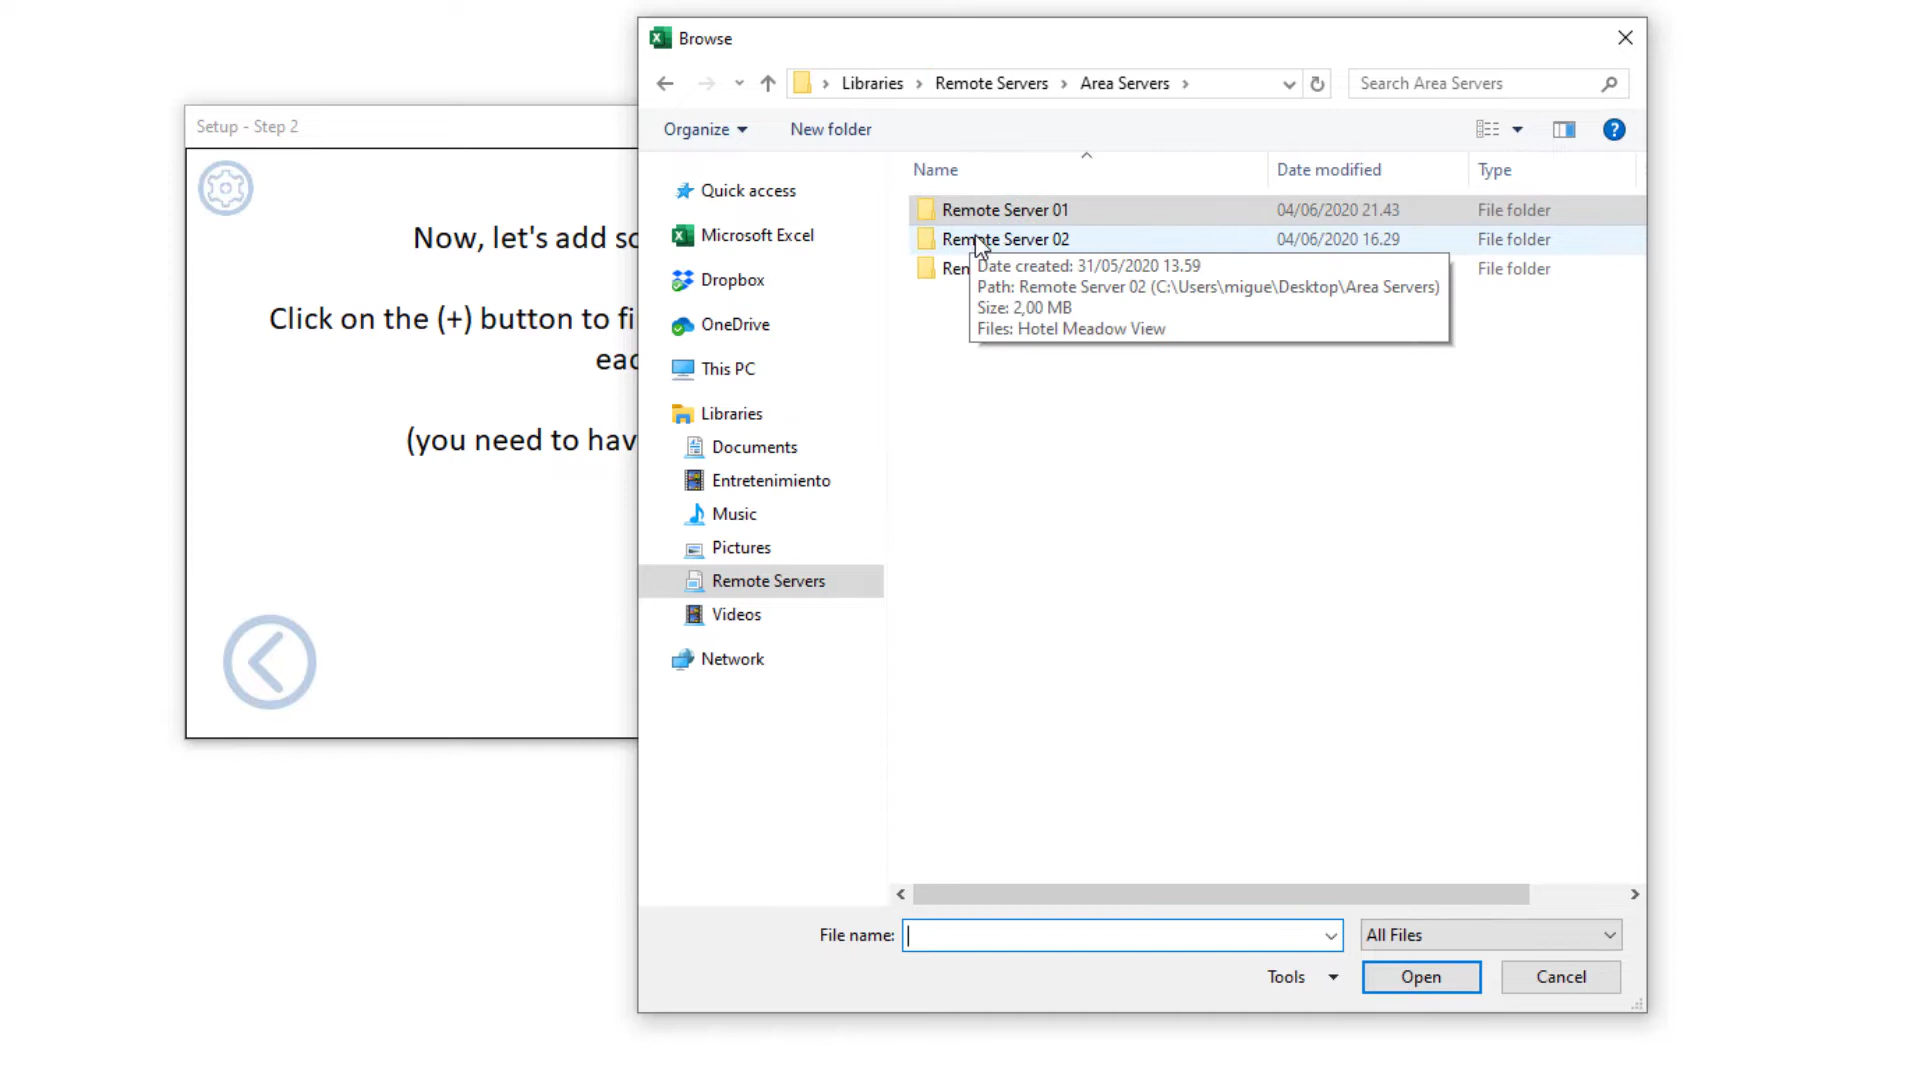 Browse
Libraries > Remote Servers > Area Servers >
Search Area Servers
Organize
New folder
Setup - Step 2
Name
Date modified
Type
Now, let's add sc
Click on the (+) button to fi
eac
(you need to hav
Quick access
Microsoft Excel
Dropbox
OneDrive
This PC
Libraries
Documents
Entretenimiento
Music
Pictures
Remote Servers
Videos
Network
Remote Server 01 04/06/2020 21.43 File folder
Remote Server 02 04/06/2020 16.29 File folder
Ren File folder
Date created: 31/05/2020 13.59
Path: Remote Server 02 (C:\Users\migue\Desktop\Area Servers)
Size: 2,00 MB
Files: Hotel Meadow View
File name:
All Files
Tools
Open
Cancel